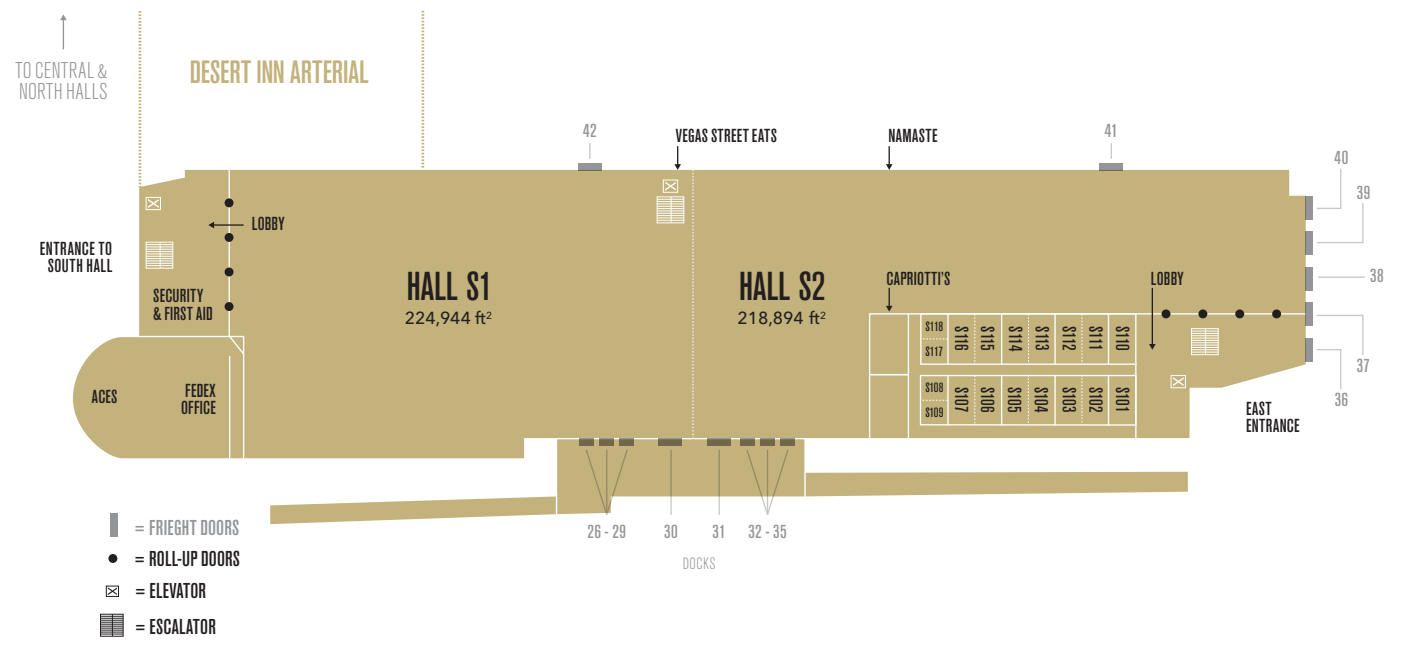 TO CENTRAL &
NORTH HALLS
DESERT INN ARTERIAL
42
VEGAS STREET EATS
NAMASTE
41
40
39
38
37
36
ENTRANCE TO
SOUTH HALL
LOBBY
SECURITY
& FIRST AID
HALL S1
224,944 ft²
HALL S2
218,894 ft²
CAPRIOTTI'S
LOBBY
S118
S117
S116
S115
S114
S113
S112
S111
S110
S108
S109
S107
S106
S105
S104
S103
S102
S101
ACES
FEDEX
OFFICE
EAST
ENTRANCE
26 - 29
30
31
32 - 35
DOCKS
= FRIEGHT DOORS
= ROLL-UP DOORS
= ELEVATOR
= ESCALATOR